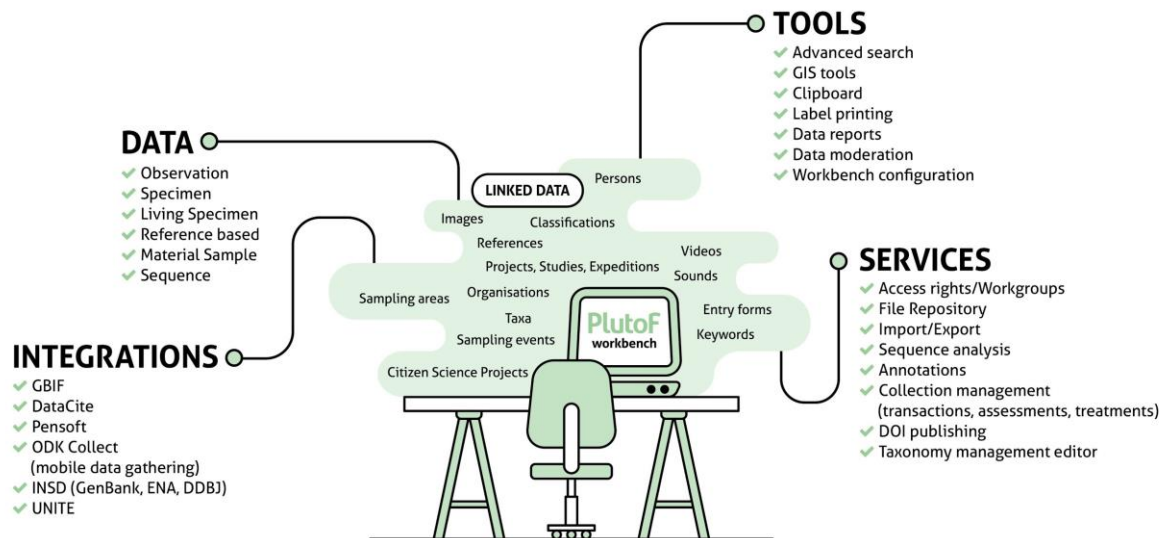 TOOLS
Advanced search
GIS tools
Clipboard
Label printing
Data reports
Data moderation
Workbench configuration
DATA
Observation
Specimen
Living Specimen
Reference based
Material Sample
Sequence
LINKED DATA
Persons
Images
Classifications
References
Videos
Projects, Studies, Expeditions
Sounds
Sampling areas
Organisations
Entry forms
Taxa
Keywords
Sampling events
Citizen Science Projects
PlutoF
workbench
INTEGRATIONS
GBIF
DataCite
Pensoft
ODK Collect
(mobile data gathering)
INSD (GenBank, ENA, DDBJ)
UNITE
SERVICES
Access rights/Workgroups
File Repository
Import/Export
Sequence analysis
Annotations
Collection management
(transactions, assessments, treatments)
DOI publishing
Taxonomy management editor